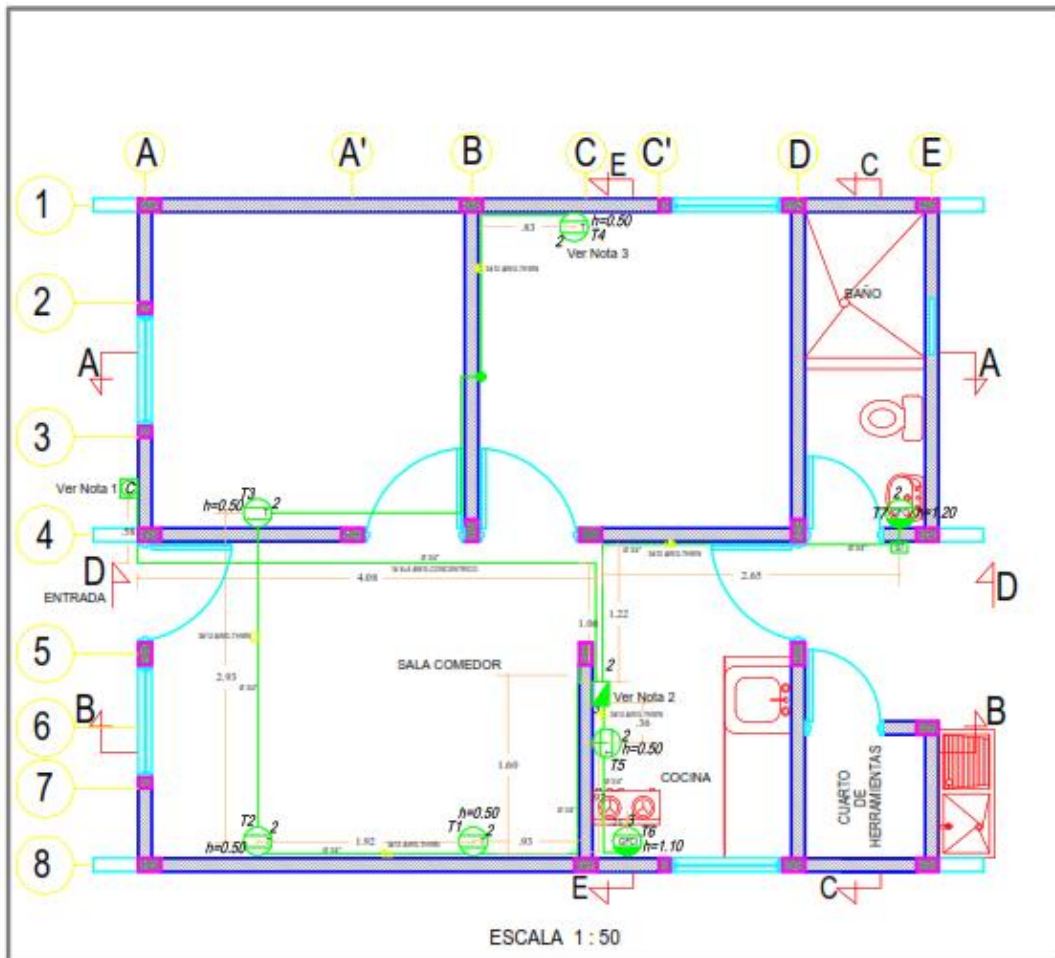 A A' B C C' D E
E C
1
h=0.50
.83
2 T4
Ver Nota 3
BAÑO
2
A A
3
T3
2
h=0.50
Ver Nota 1 C
2
T7 h=1.20
4
D D
4.08
2.65
ENTRADA
1.22
1.06
5
SALA COMEDOR
2
2.93
Ver Nota 2
B B
6
.36
2
h=0.50
T5
1.60
COCINA
7
CUARTO
DE
HERRAMIENTAS
h=0.50
T2 2 T1 2 3 T6
h=0.50 1.92 .93 h=1.10
8
E C
ESCALA 1 : 50